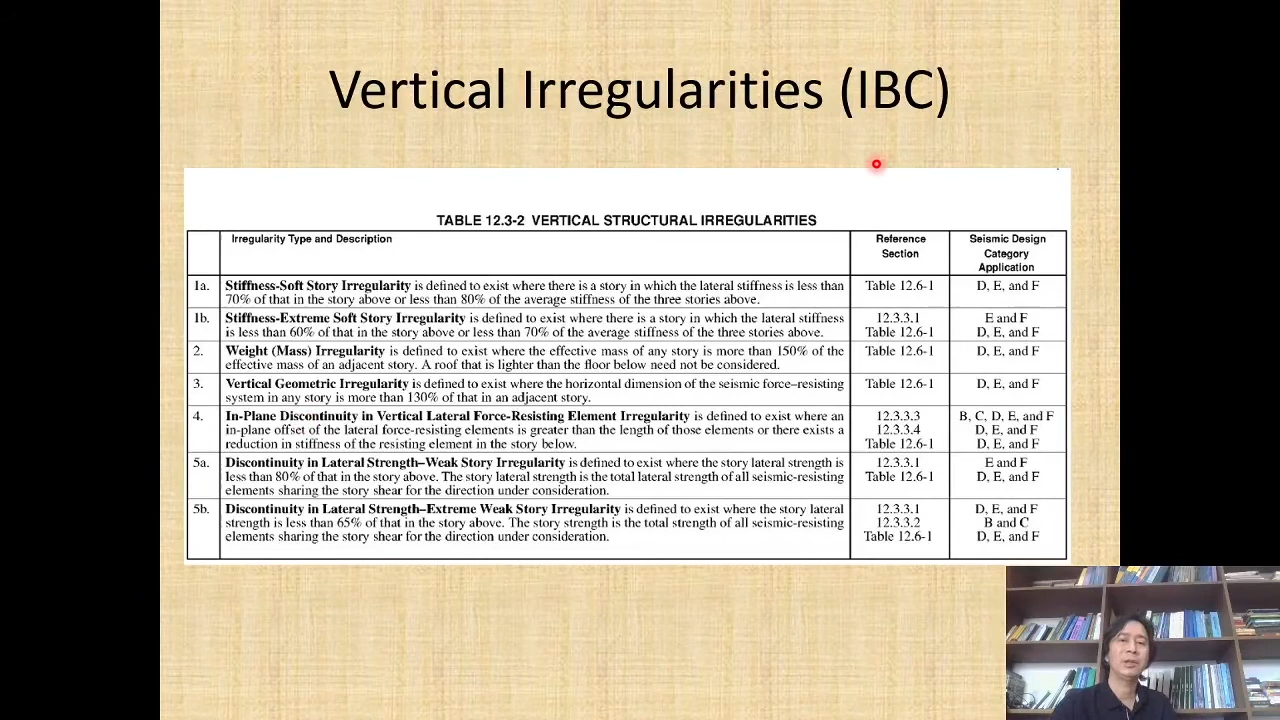 Vertical Irregularities (IBC)
TABLE 12.3-2 VERTICAL STRUCTURAL IRREGULARITIES
Irregularity Type and Description
Reference
Section
Seismic Design
Category
Application
1a. Stiffness-Soft Story Irregularity is defined to exist where there is a story in which the lateral stiffness is less than Table 12.6-1 D, E, and F
70% of that in the story above or less than 80% of the average stiffness of the three stories above.
1b. Stiffness-Extreme Soft Story Irregularity is defined to exist where there is a story in which the lateral stiffness 12.3.3.1 E and F
is less than 60% of that in the story above or less than 70% of the average stiffness of the three stories above. Table 12.6-1 D, E, and F
2. Weight (Mass) Irregularity is defined to exist where the effective mass of any story is more than 150% of the Table 12.6-1 D, E, and F
effective mass of an adjacent story. A roof that is lighter than the floor below need not be considered.
3. Vertical Geometric Irregularity is defined to exist where the horizontal dimension of the seismic force–resisting Table 12.6-1 D, E, and F
system in any story is more than 130% of that in an adjacent story.
4. In-Plane Discontinuity in Vertical Lateral Force-Resisting Element Irregularity is defined to exist where an 12.3.3.3 B, C, D, E, and F
in-plane offset of the lateral force-resisting elements is greater than the length of those elements or there exists a 12.3.3.4 D, E, and F
reduction in stiffness of the resisting element in the story below. Table 12.6-1 D, E, and F
5a. Discontinuity in Lateral Strength–Weak Story Irregularity is defined to exist where the story lateral strength is 12.3.3.1 E and F
less than 80% of that in the story above. The story lateral strength is the total lateral strength of all seismic-resisting Table 12.6-1 D, E, and F
elements sharing the story shear for the direction under consideration.
5b. Discontinuity in Lateral Strength–Extreme Weak Story Irregularity is defined to exist where the story lateral 12.3.3.1 D, E, and F
strength is less than 65% of that in the story above. The story strength is the total strength of all seismic-resisting 12.3.3.2 B and C
elements sharing the story shear for the direction under consideration. Table 12.6-1 D, E, and F